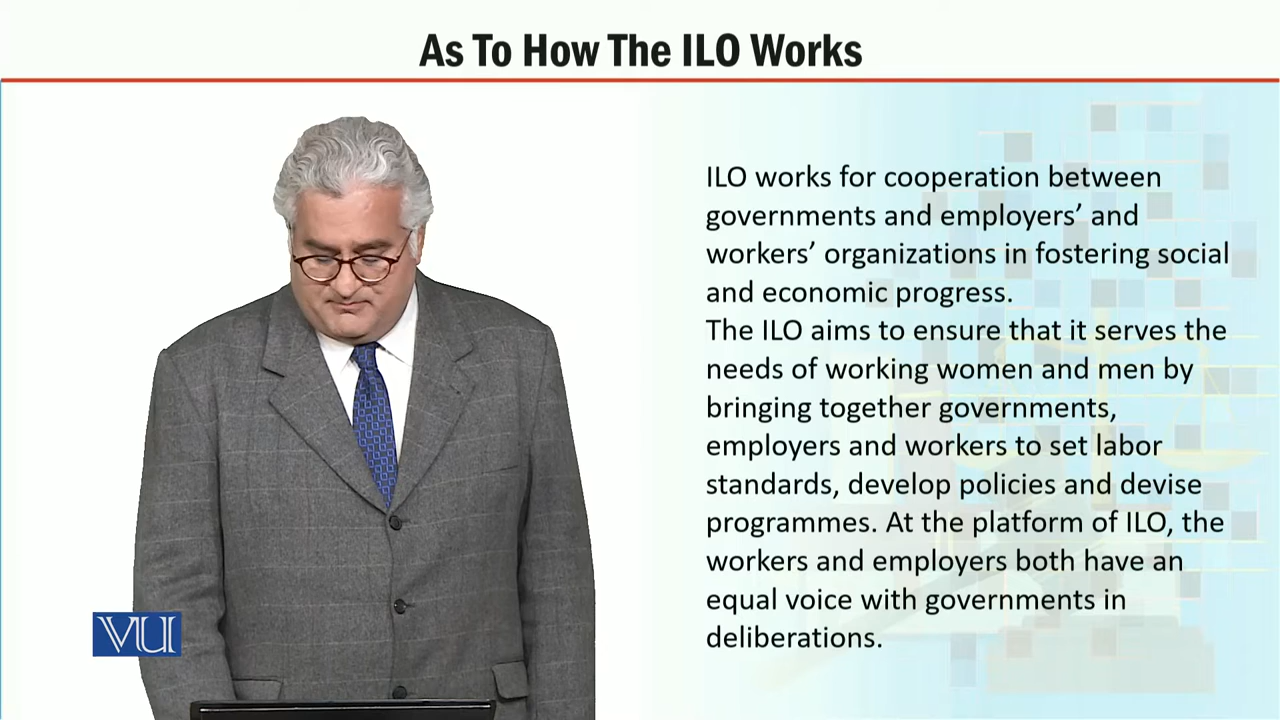 As To How The ILO Works
ILO works for cooperation between
governments and employers’ and
workers’ organizations in fostering social
and economic progress.
The ILO aims to ensure that it serves the
needs of working women and men by
bringing together governments,
employers and workers to set labor
standards, develop policies and devise
programmes. At the platform of ILO, the
workers and employers both have an
equal voice with governments in
deliberations.
VU